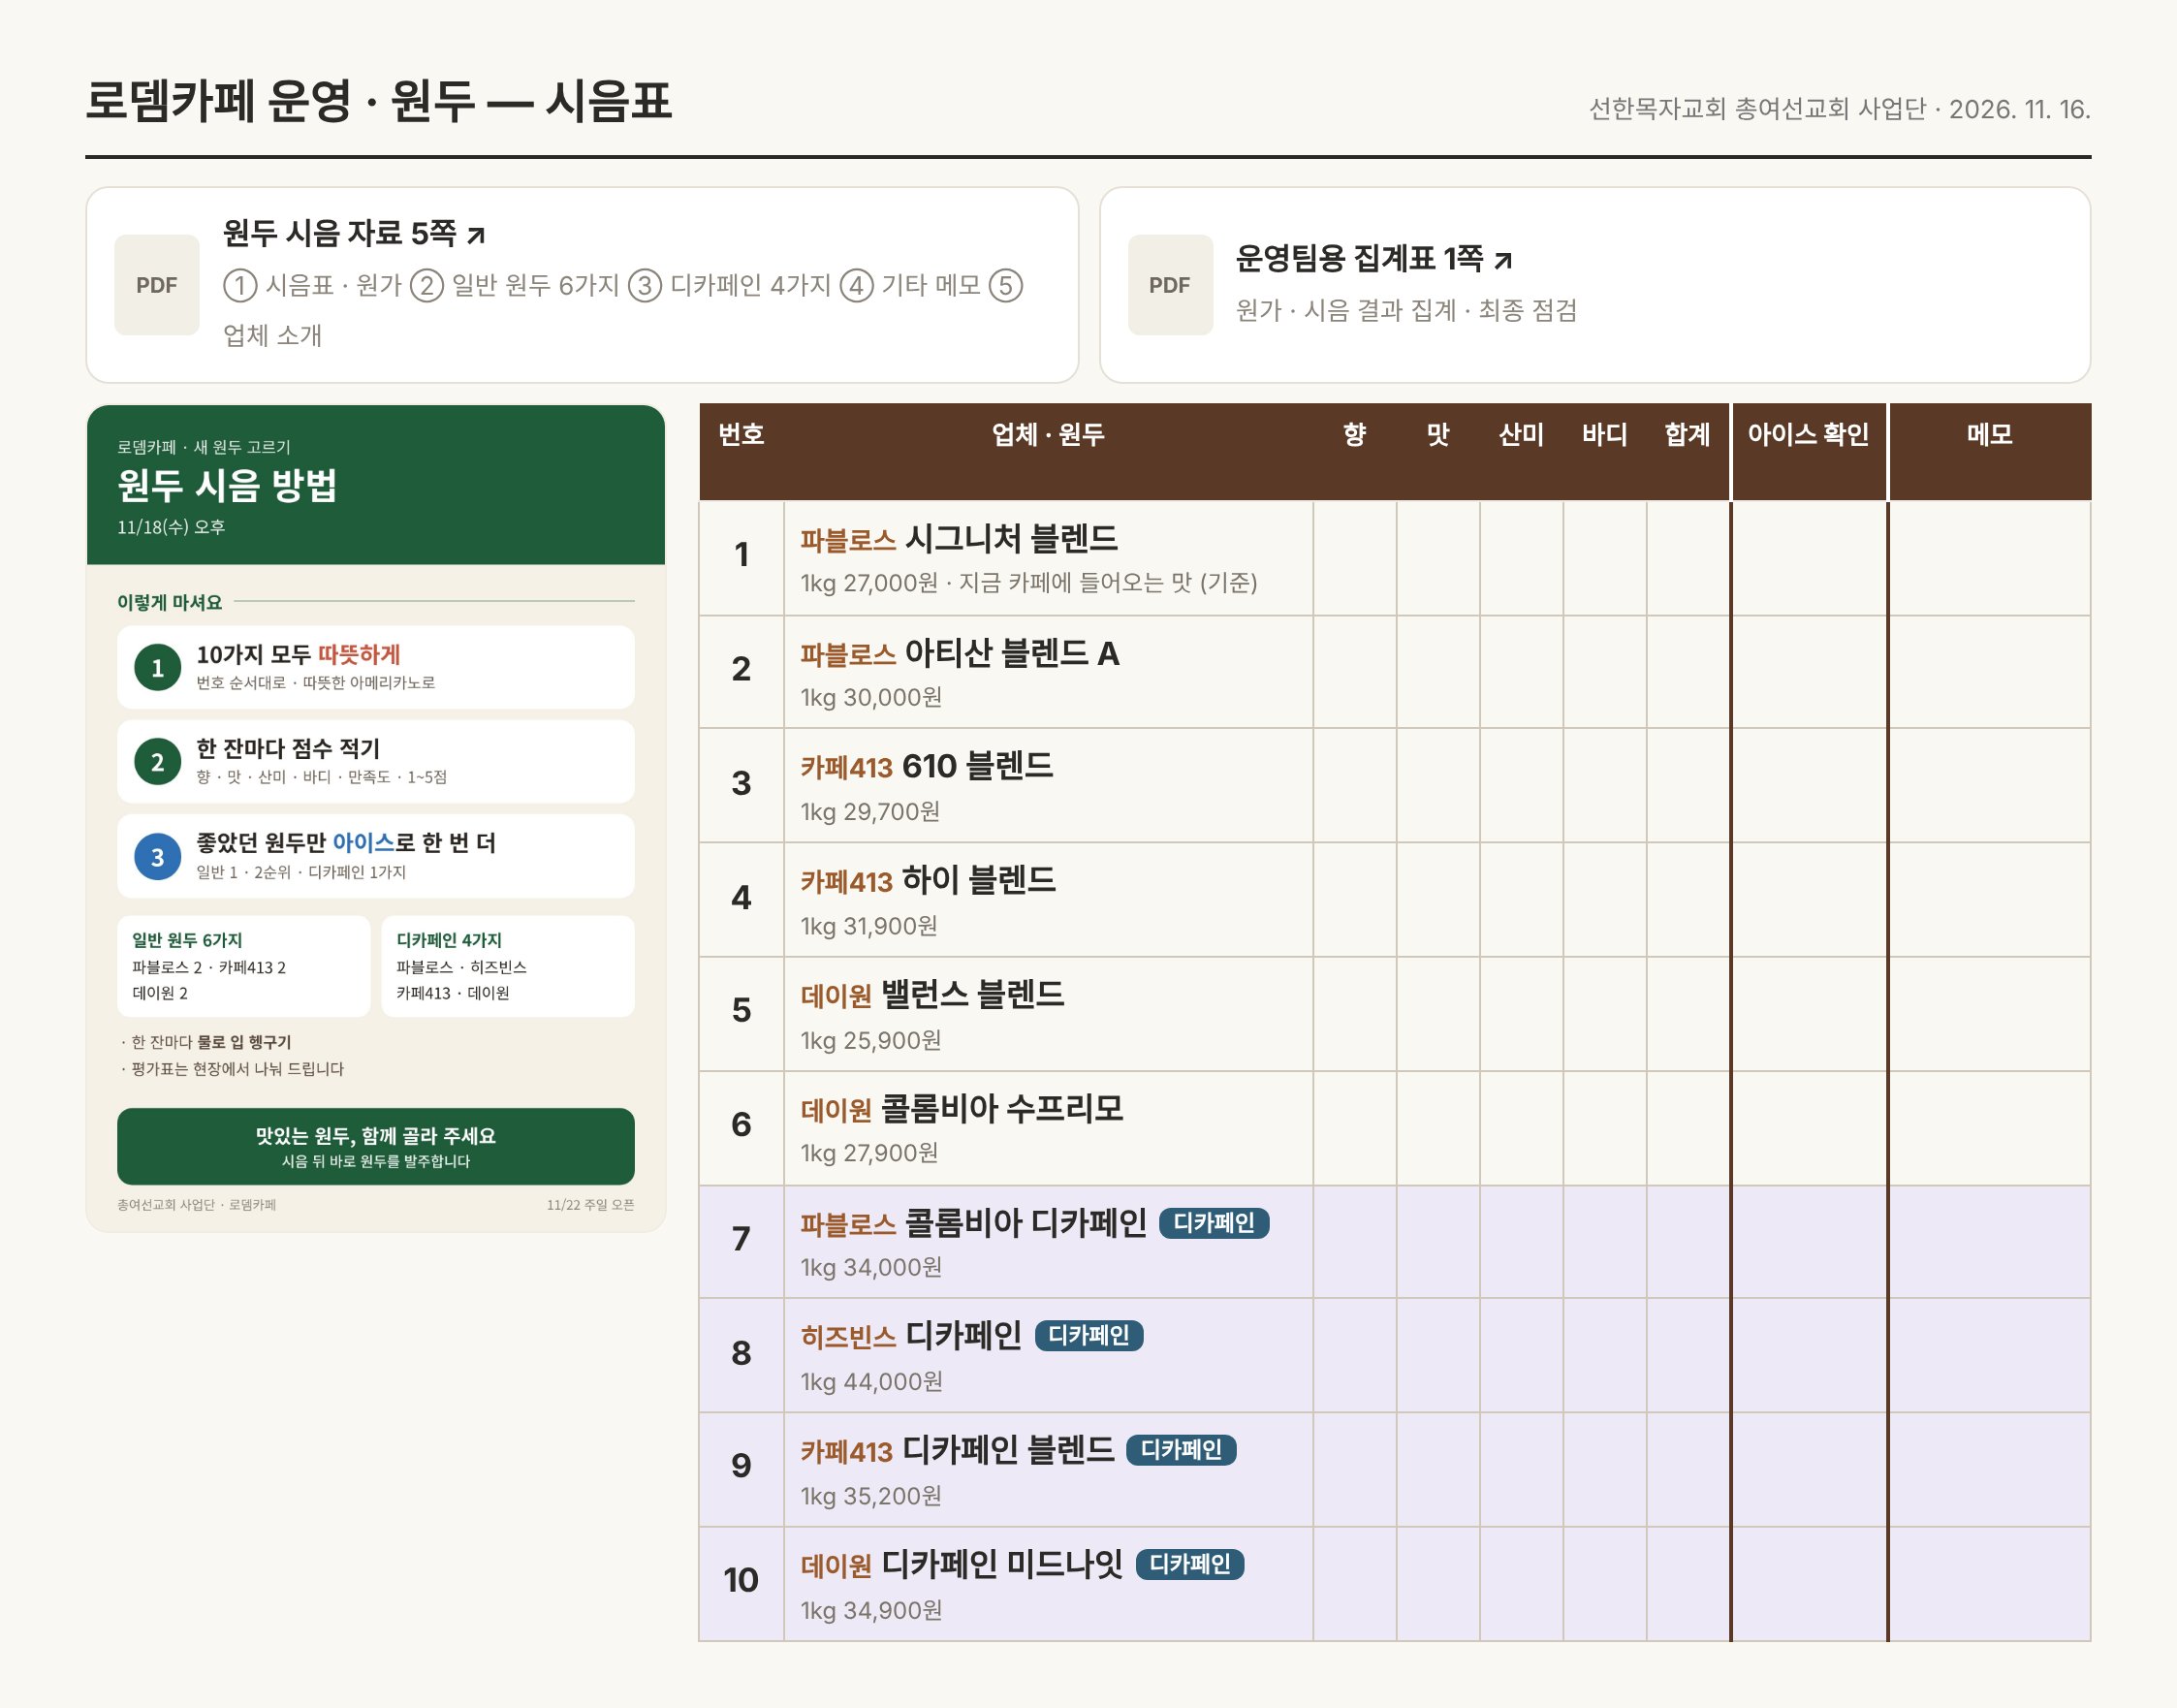 로뎀카페 운영 · 원두 — 시음표
선한목자교회 총여선교회 사업단 · 2026. 11. 16.
PDF
원두 시음 자료 5쪽 ↗
① 시음표 · 원가 ② 일반 원두 6가지 ③ 디카페인 4가지 ④ 기타 메모 ⑤
업체 소개
PDF
운영팀용 집계표 1쪽 ↗
원가 · 시음 결과 집계 · 최종 점검
로뎀카페 · 새 원두 고르기
원두 시음 방법
11/18(수) 오후
이렇게 마셔요
1
10가지 모두 따뜻하게
번호 순서대로 · 따뜻한 아메리카노로
2
한 잔마다 점수 적기
향 · 맛 · 산미 · 바디 · 만족도 · 1~5점
3
좋았던 원두만 아이스로 한 번 더
일반 1 · 2순위 · 디카페인 1가지
일반 원두 6가지
파블로스 2 · 카페413 2
데이원 2
디카페인 4가지
파블로스 · 히즈빈스
카페413 · 데이원
· 한 잔마다 물로 입 헹구기
· 평가표는 현장에서 나눠 드립니다
맛있는 원두, 함께 골라 주세요
시음 뒤 바로 원두를 발주합니다
총여선교회 사업단 · 로뎀카페 11/22 주일 오픈
번호 업체 · 원두 향 맛 산미 바디 합계 아이스 확인 메모
1 파블로스 시그니처 블렌드
1kg 27,000원 · 지금 카페에 들어오는 맛 (기준)
2 파블로스 아티산 블렌드 A
1kg 30,000원
3 카페413 610 블렌드
1kg 29,700원
4 카페413 하이 블렌드
1kg 31,900원
5 데이원 밸런스 블렌드
1kg 25,900원
6 데이원 콜롬비아 수프리모
1kg 27,900원
7 파블로스 콜롬비아 디카페인 디카페인
1kg 34,000원
8 히즈빈스 디카페인 디카페인
1kg 44,000원
9 카페413 디카페인 블렌드 디카페인
1kg 35,200원
10 데이원 디카페인 미드나잇 디카페인
1kg 34,900원